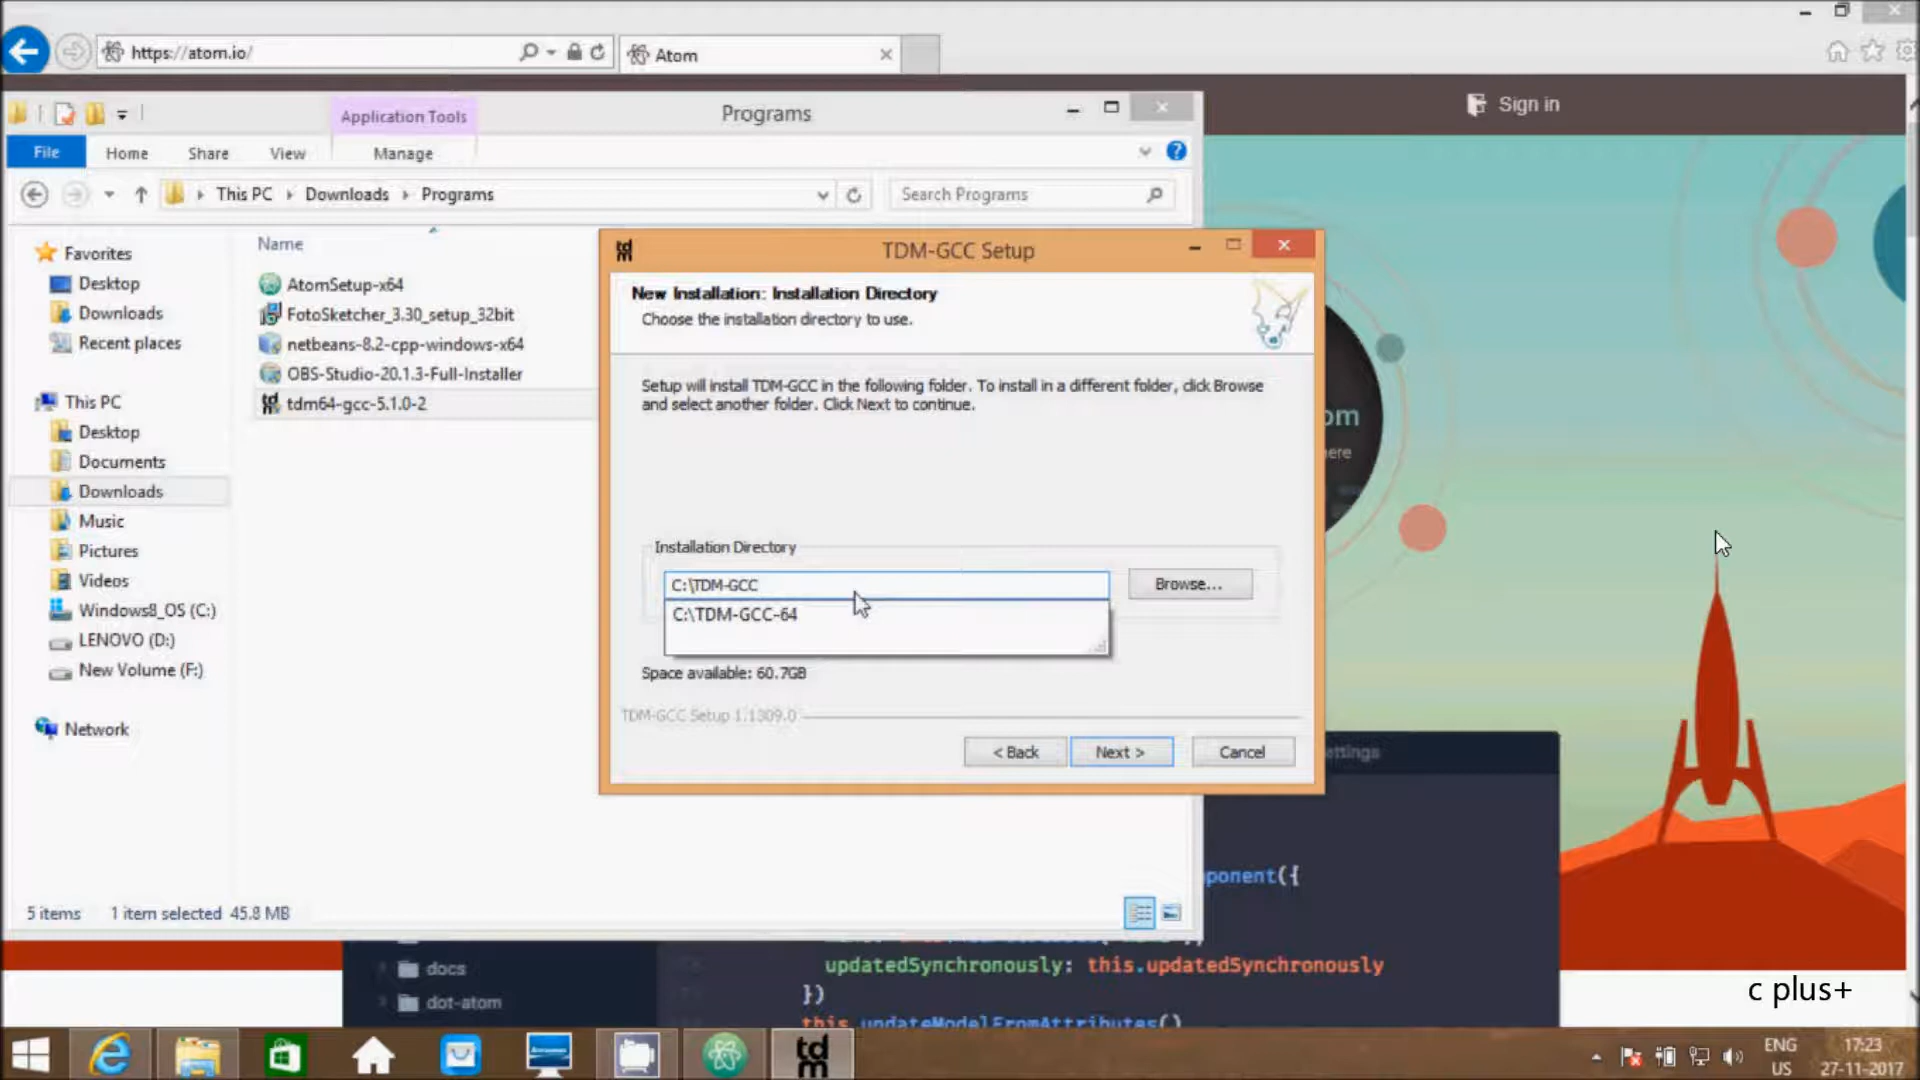 https://atom.io/
Atom
Sign in
Application Tools
Programs
File
Home
Share
View
Manage
This PC
Downloads
Programs
Search Programs
Name
Favorites
Desktop
Downloads
Recent places
This PC
Desktop
Documents
Downloads
Music
Pictures
Videos
Windows8_OS (C:)
LENOVO (D:)
New Volume (F:)
Network
AtomSetup-x64
FotoSketcher_3.30_setup_32bit
netbeans-8.2-cpp-windows-x64
OBS-Studio-20.1.3-Full-Installer
tdm64-gcc-5.1.0-2
tdm
TDM-GCC Setup
New Installation: Installation Directory
Choose the installation directory to use.
Setup will install TDM-GCC in the following folder. To install in a different folder, click Browse
and select another folder. Click Next to continue.
Installation Directory
C:\TDM-GCC
Browse...
C:\TDM-GCC-64
Space available: 60.7GB
TDM-GCC Setup 1.1309.0
< Back
Next >
Cancel
om
here
ettings
ponent({
5 items
1 item selected 45.8 MB
docs
dot-atom
updatedSynchronously: this.updatedSynchronously
})
this.updateModelFromAttributes()
c plus+
tdm
ENG
US
17:23
27-11-2017